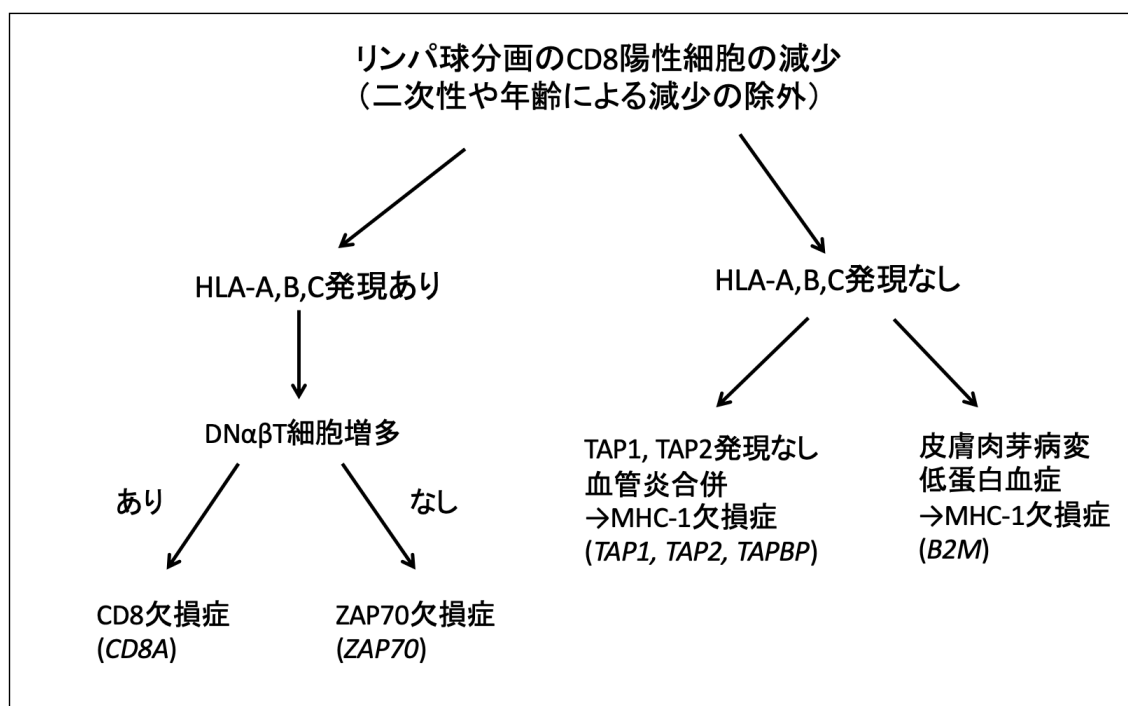 リンパ球分画のCD8陽性細胞の減少
（二次性や年齢による減少の除外）
HLA-A,B,C発現あり
HLA-A,B,C発現なし
DNαβT細胞増多
あり
なし
CD8欠損症
(CD8A)
ZAP70欠損症
(ZAP70)
TAP1, TAP2発現なし
血管炎合併
→MHC-1欠損症
(TAP1, TAP2, TAPBP)
皮膚肉芽病変
低蛋白血症
→MHC-1欠損症
(B2M)